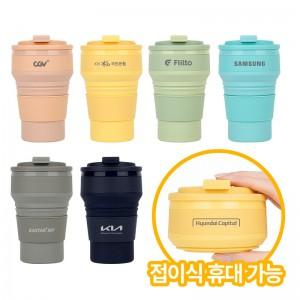 CGV
Flitto
SAMSUNG
KIA
Hyundai Capital
접이식 휴대 가능